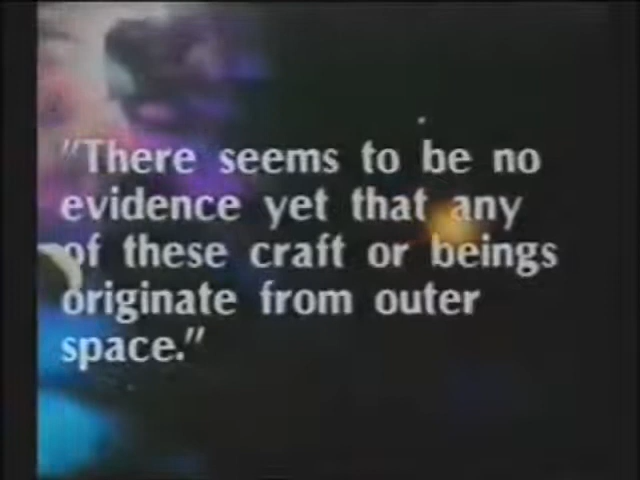 "There seems to be no
evidence yet that any
of these craft or beings
originate from outer
space."